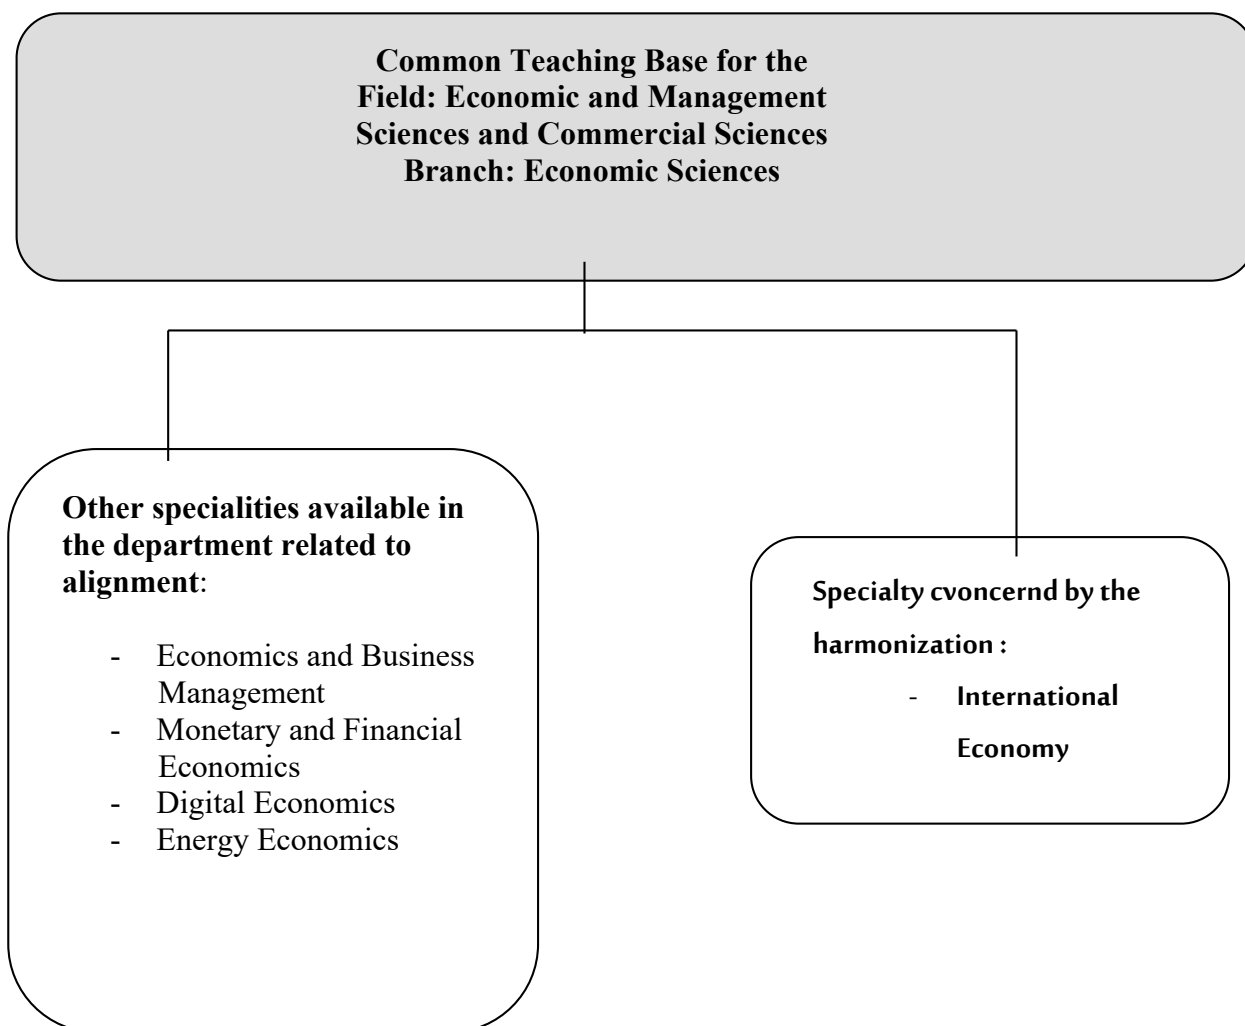 Common Teaching Base for the
Field: Economic and Management
Sciences and Commercial Sciences
Branch: Economic Sciences
Other specialities available in
the department related to
alignment:
- Economics and Business
Management
- Monetary and Financial
Economics
- Digital Economics
- Energy Economics
Specialty cvoncernd by the
harmonization :
- International
Economy